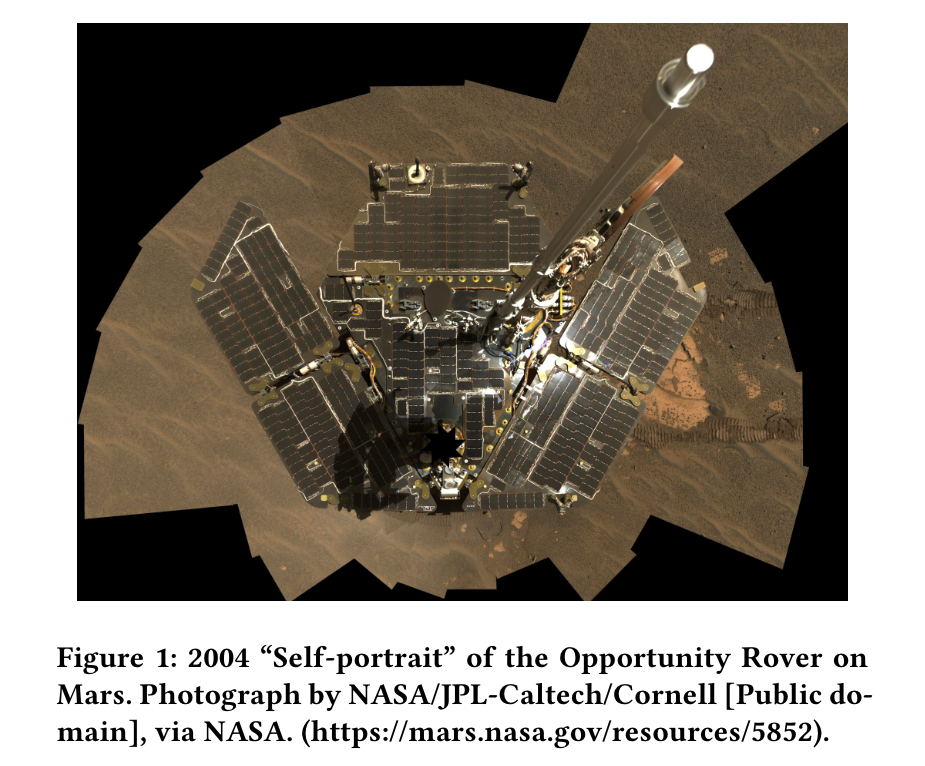 Figure 1: 2004 “Self-portrait” of the Opportunity Rover on
Mars. Photograph by NASA/JPL-Caltech/Cornell [Public do-
main], via NASA. (https://mars.nasa.gov/resources/5852).